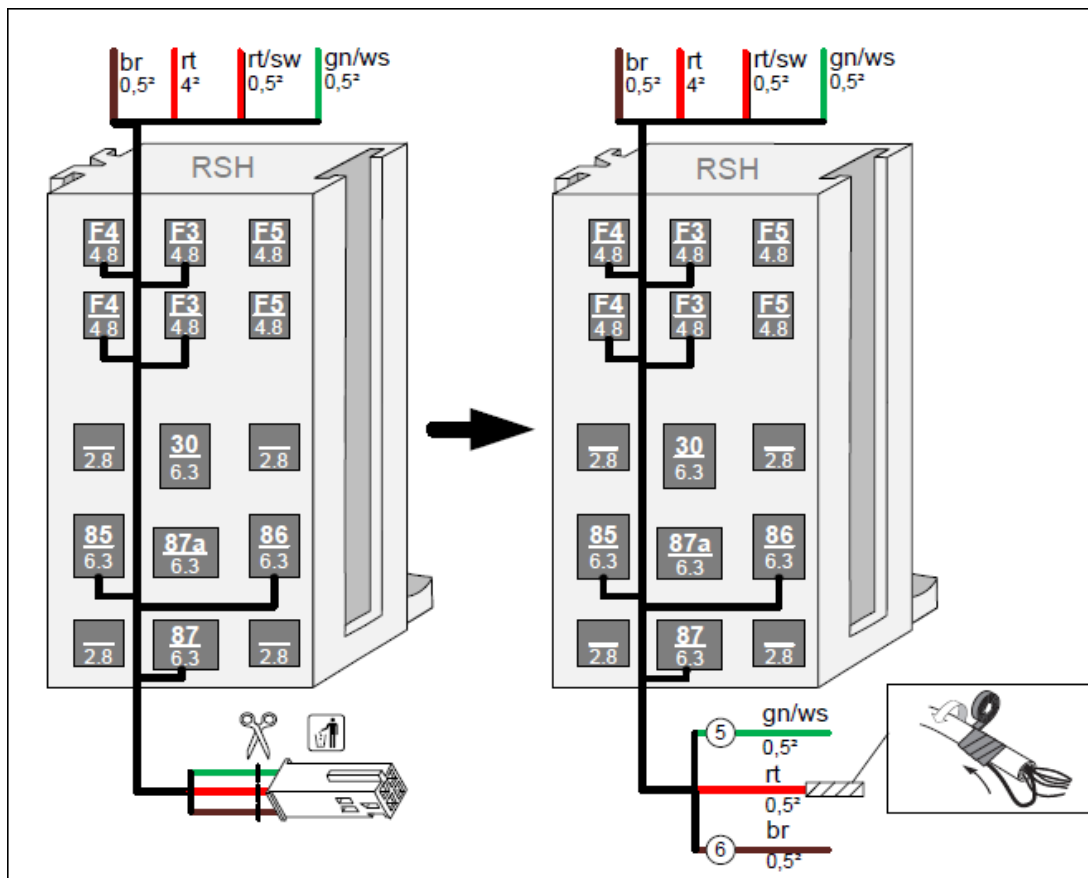 br
0,5²
rt
4²
rt/sw
0,5²
gn/ws
0,5²
RSH
F4
4.8
F3
4.8
F5
4.8
F4
4.8
F3
4.8
F5
4.8
2.8
30
6.3
2.8
85
6.3
87a
6.3
86
6.3
2.8
87
6.3
2.8
br
0,5²
rt
4²
rt/sw
0,5²
gn/ws
0,5²
RSH
F4
4.8
F3
4.8
F5
4.8
F4
4.8
F3
4.8
F5
4.8
2.8
30
6.3
2.8
85
6.3
87a
6.3
86
6.3
2.8
87
6.3
2.8
5
gn/ws
0,5²
rt
0,5²
6
br
0,5²